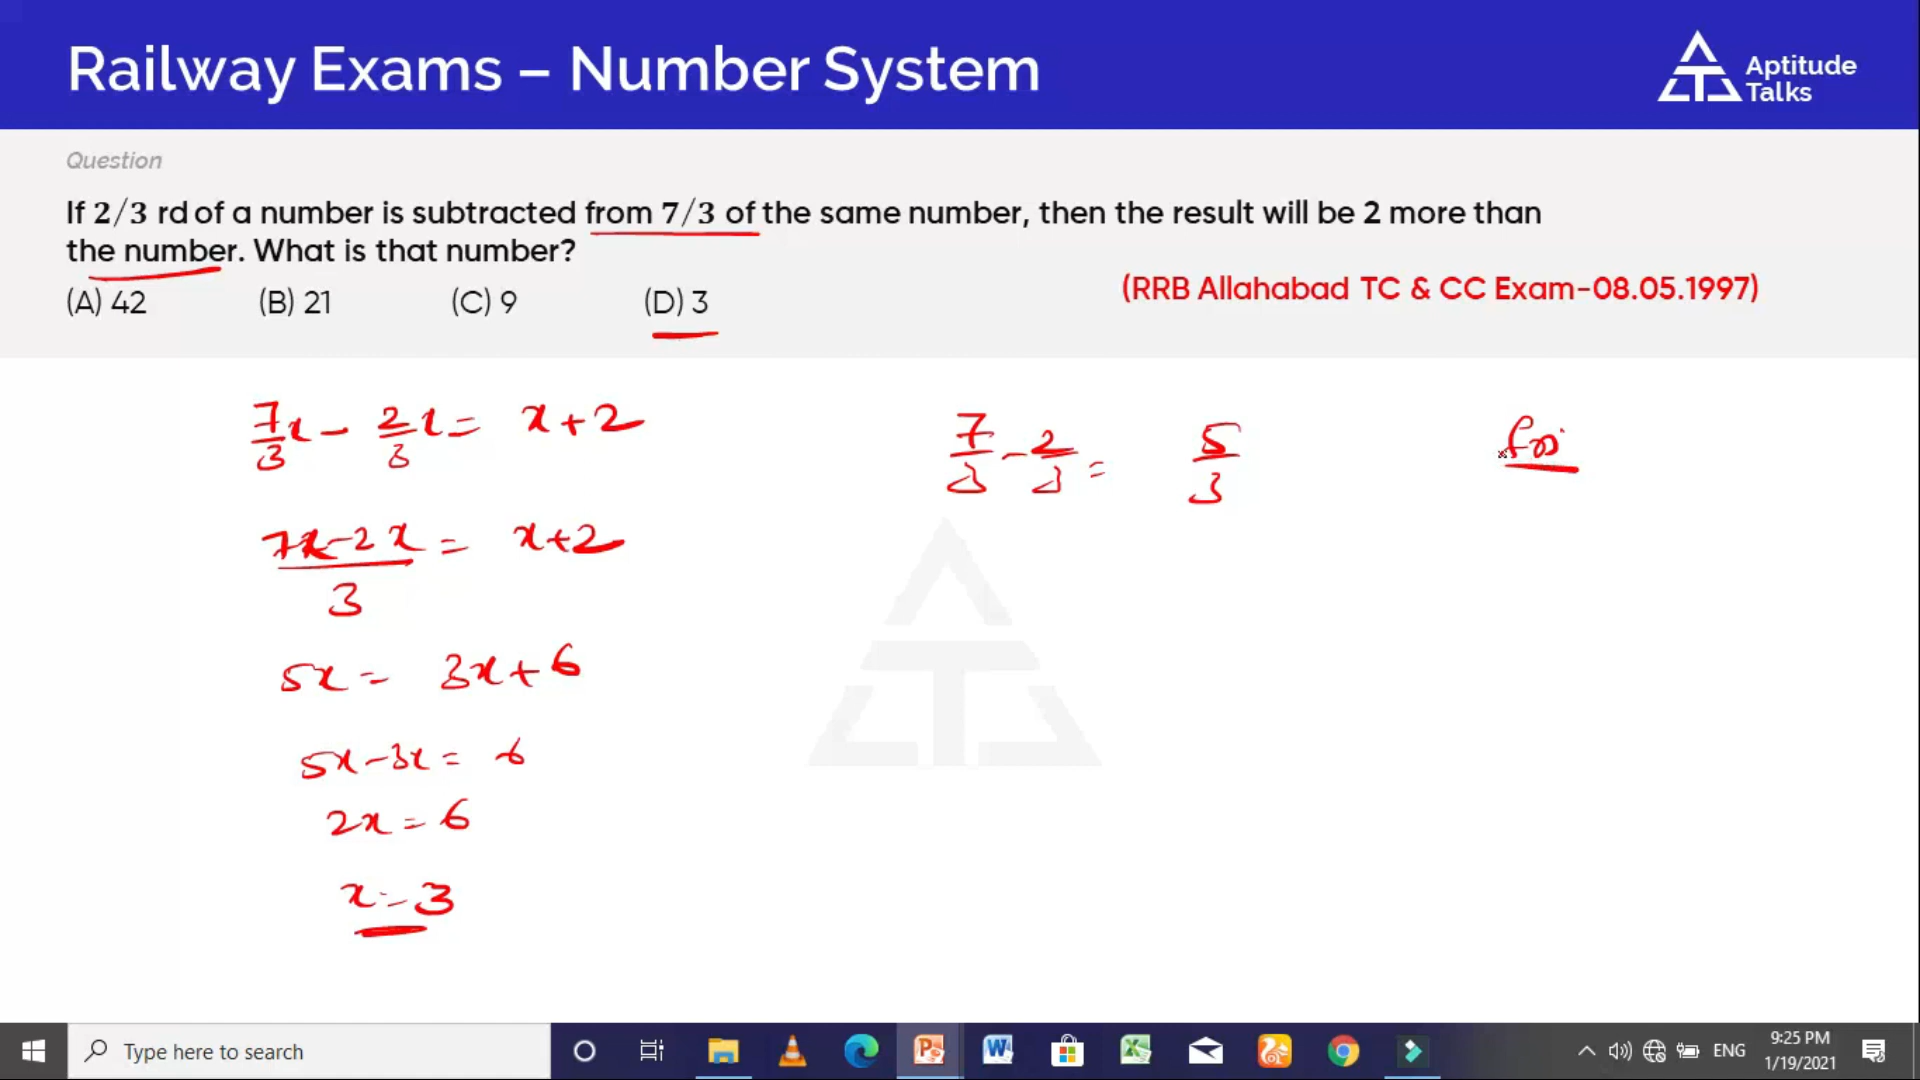 Railway Exams – Number System
Aptitude
Talks
Question
If 2/3 rd of a number is subtracted from 7/3 of the same number, then the result will be 2 more than
the number. What is that number?
(A) 42 (B) 21 (C) 9 (D) 3
(RRB Allahabad TC & CC Exam-08.05.1997)
7/3 x - 2/3 x = x + 2
7x - 2x / 3 = x + 2
5x = 3x + 6
5x - 3x = 6
2x = 6
x = 3
7/3 - 2/3 = 5/3
Type here to search
ENG
9:25 PM
1/19/2021